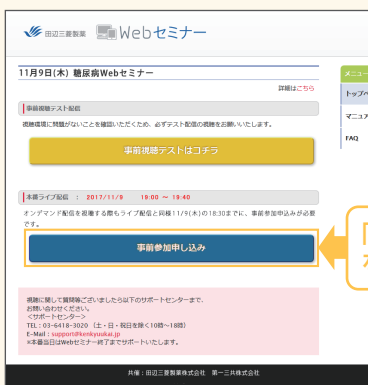 田辺三菱製薬 Webセミナー
11月9日(木) 糖尿病Webセミナー
詳細はこちら
事前視聴テスト配信
視聴環境に問題がないことを確認いただくため、必ずテスト配信の視聴をお願いいたします。
事前視聴テストはコチラ
本番ライブ配信 : 2017/11/9 19:00 ~ 19:40
オンデマンド配信を視聴する際もライブ配信と同様11/9(木)の18:30までに、事前参加申込みが必要
です。
事前参加申し込み
視聴に関して質問等ございましたら以下のサポートセンターまで、
お問い合わせください。
<サポートセンター>
TEL : 03-6418-3020 (土・日・祝日を除く10時~18時)
E-Mail : support@kenkyuukai.jp
※本番当日はWebセミナー終了までサポートいたします。
共催:田辺三菱製薬株式会社 第一三共株式会社
メニュー
トップペ
マニュア
FAQ